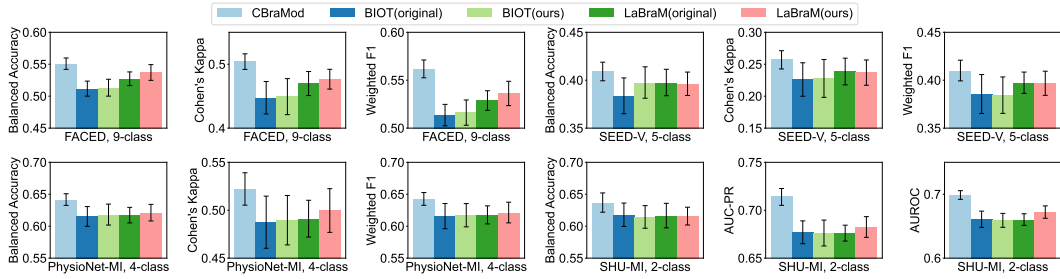 CBraMod BIOT(original) BIOT(ours) LaBraM(original) LaBraM(ours)
Balanced Accuracy 0.60 0.55 0.50 0.45 FACED, 9-class
Cohen's Kappa 0.5 0.4 FACED, 9-class
Weighted F1 0.60 0.55 0.50 FACED, 9-class
Balanced Accuracy 0.45 0.40 0.35 SEED-V, 5-class
Cohen's Kappa 0.30 0.25 0.20 0.15 SEED-V, 5-class
Weighted F1 0.45 0.40 0.35 SEED-V, 5-class
Balanced Accuracy 0.70 0.65 0.60 0.55 PhysioNet-MI, 4-class
Cohen's Kappa 0.55 0.50 0.45 PhysioNet-MI, 4-class
Weighted F1 0.70 0.65 0.60 0.55 PhysioNet-MI, 4-class
Balanced Accuracy 0.70 0.65 0.60 0.55 SHU-MI, 2-class
AUC-PR 0.75 0.70 0.65 SHU-MI, 2-class
AUROC 0.7 0.6 SHU-MI, 2-class